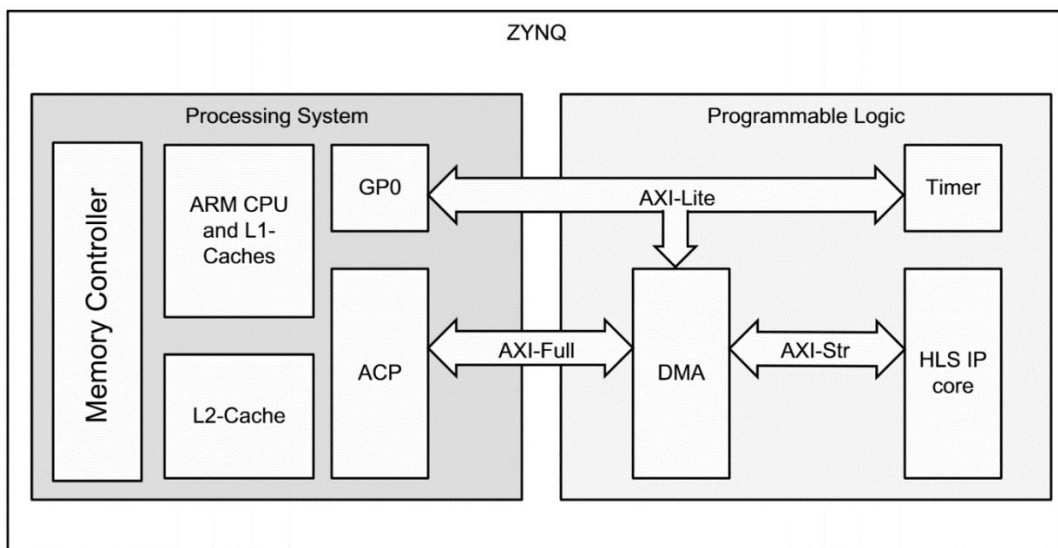 ZYNQ
Processing System
Memory Controller
ARM CPU
and L1-
Caches
L2-Cache
GP0
ACP
AXI-Lite
AXI-Full
Programmable Logic
Timer
DMA
AXI-Str
HLS IP
core